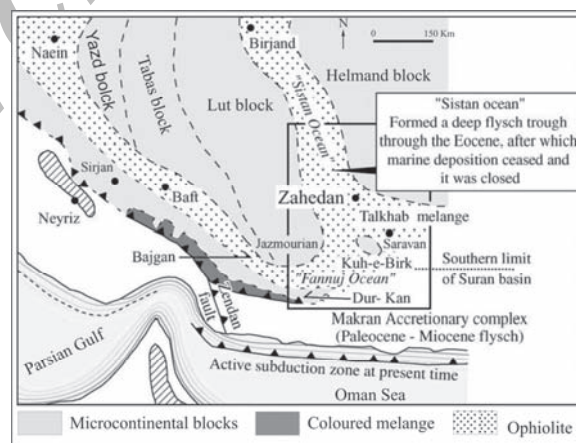 Naein
Yazd bolck
Tabas block
Birjand
N
0 150 Km
Lut block
Helmand block
"Sistan Ocean"
"Sistan ocean"
Formed a deep flysch trough
through the Eocene, after which
marine deposition ceased and
it was closed
Sirjan
Neyriz
Baft
Zahedan
Talkhab melange
Saravan
Jazmourian
Kuh-e-Birk
Bajgan
"Fannuj Ocean"
Southern limit
of Suran basin
Dur- Kan
Zendan
fault
Makran Accretionary complex
(Paleocene - Miocene flysch)
Parsian Gulf
Active subduction zone at present time
Oman Sea
Microcontinental blocks
Coloured melange
Ophiolite